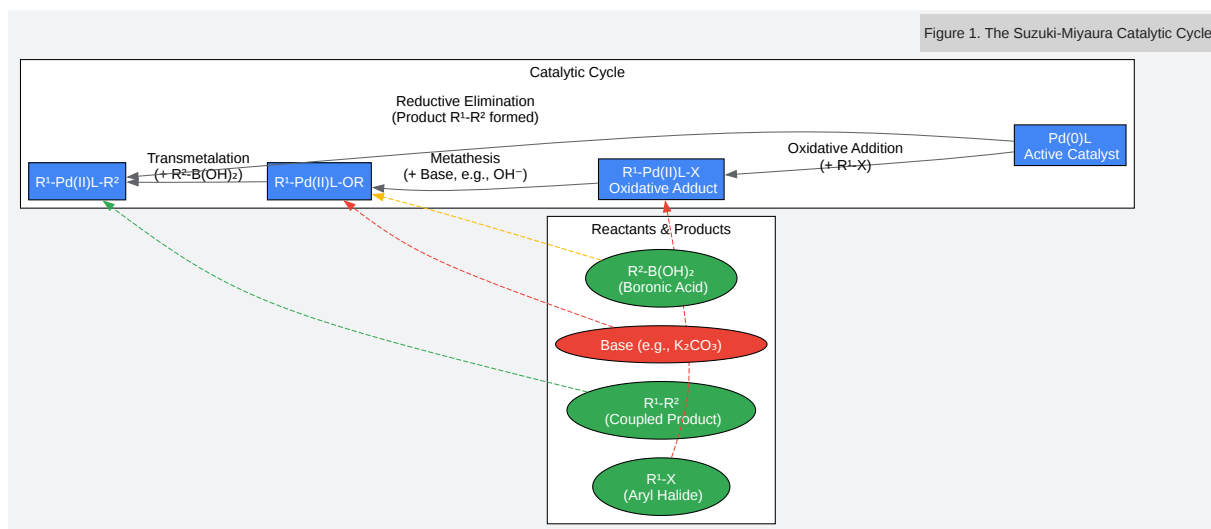 Figure 1. The Suzuki-Miyaura Catalytic Cycle
Catalytic Cycle
Reductive Elimination
(Product R¹-R² formed)
Pd(0)L
Active Catalyst
Oxidative Addition
(+ R¹-X)
Transmetalation
(+ R²-B(OH)₂)
Metathesis
(+ Base, e.g., OH⁻)
R¹-Pd(II)L-R²
R¹-Pd(II)L-OR
R¹-Pd(II)L-X
Oxidative Adduct
Reactants & Products
R²-B(OH)₂
(Boronic Acid)
Base (e.g., K₂CO₃)
R¹-R²
(Coupled Product)
R¹-X
(Aryl Halide)